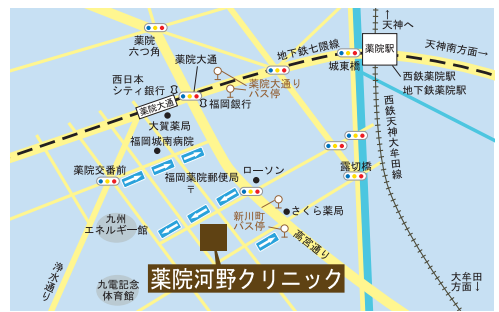 天神へ
薬院
六つ角
地下鉄七隈線
薬院駅
天神南方面→
薬院大通
城東橋
西鉄薬院駅
地下鉄薬院駅
西日本
シティ銀行
薬院大通り
バス停
福岡銀行
薬院大通
大賀薬局
福岡城南病院
西鉄天神大牟田線
薬院交番前
福岡薬院郵便局
〒
ローソン
露切橋
九州
エネルギー館
新川町
バス停
さくら薬局
高宮通り
浄水通り
薬院河野クリニック
九電記念
体育館
大牟田
方面↓